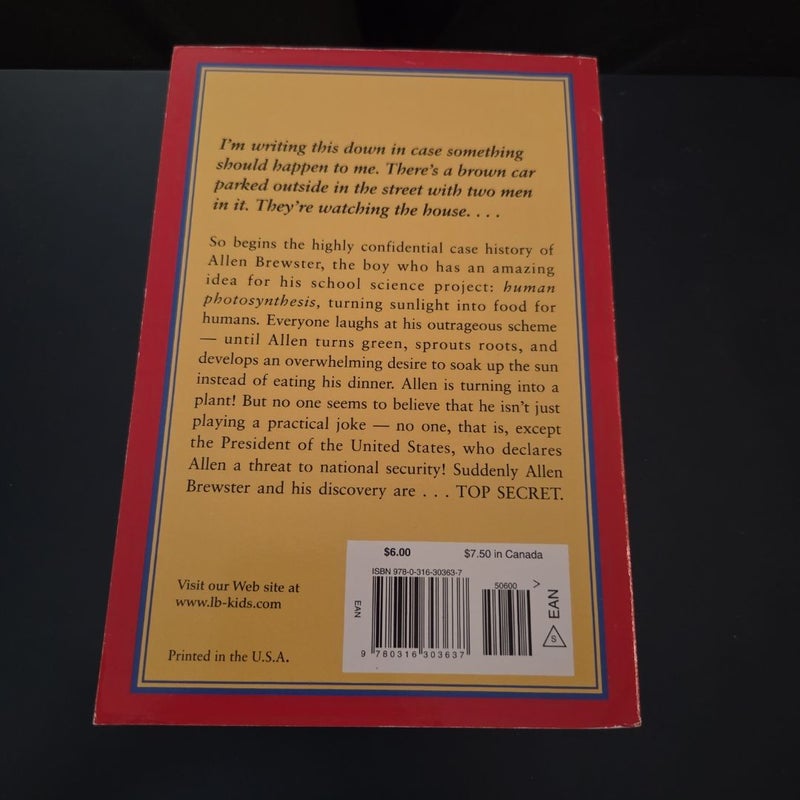 I'm writing this down in case something
should happen to me. There's a brown car
parked outside in the street with two men
in it. They're watching the house. . . .
So begins the highly confidential case history of
Allen Brewster, the boy who has an amazing
idea for his school science project: human
photosynthesis, turning sunlight into food for
humans. Everyone laughs at his outrageous scheme
— until Allen turns green, sprouts roots, and
develops an overwhelming desire to soak up the sun
instead of eating his dinner. Allen is turning into a
plant! But no one seems to believe that he isn't just
playing a practical joke — no one, that is, except
the President of the United States, who declares
Allen a threat to national security! Suddenly Allen
Brewster and his discovery are . . . TOP SECRET.
$6.00 $7.50 in Canada
ISBN 978-0-316-30363-7
50600 >
EAN
EAN
S
9 780316 303637
Visit our Web site at
www.lb-kids.com
Printed in the U.S.A.